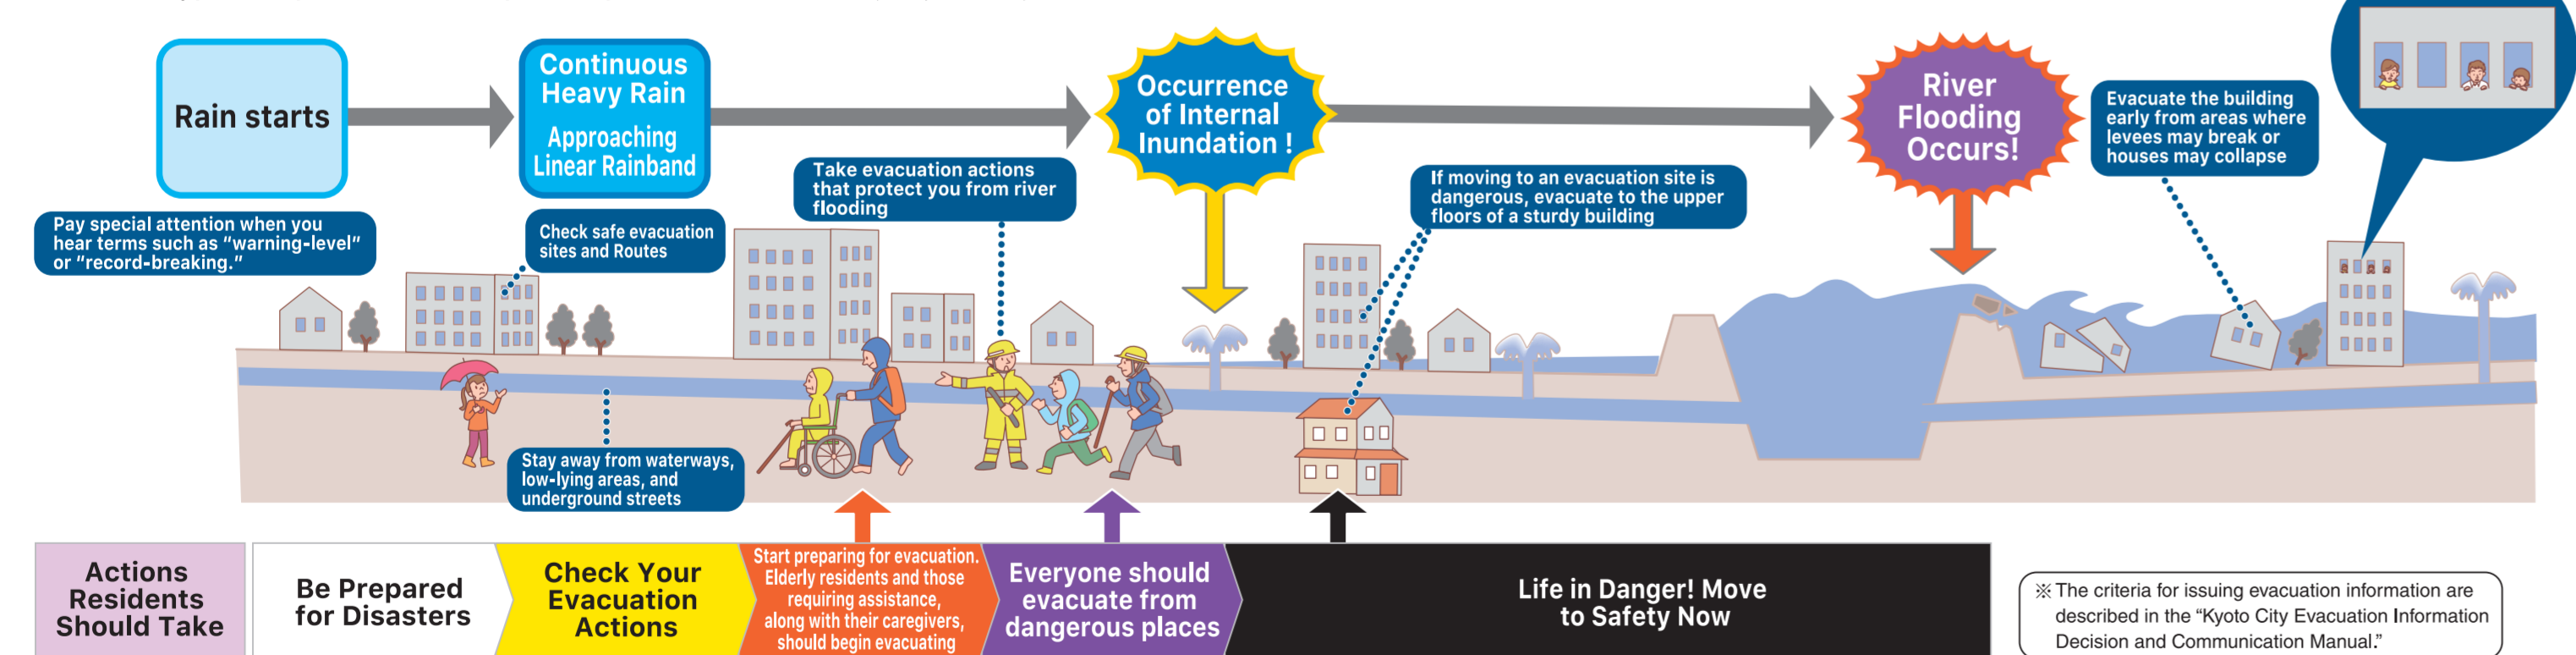 Rain starts
Continuous
Heavy Rain
Approaching
Linear Rainband
Occurrence
of Internal
Inundation !
River
Flooding
Occurs!
Evacuate the building
early from areas where
levees may break or
houses may collapse
Pay special attention when you
hear terms such as “warning-level”
or “record-breaking.”
Check safe evacuation
sites and Routes
Take evacuation actions
that protect you from river
flooding
If moving to an evacuation site is
dangerous, evacuate to the upper
floors of a sturdy building
Stay away from waterways,
low-lying areas, and
underground streets
Actions
Residents
Should Take
Be Prepared
for Disasters
Check Your
Evacuation
Actions
Start preparing for evacuation.
Elderly residents and those
requiring assistance,
along with their caregivers,
should begin evacuating
Everyone should
evacuate from
dangerous places
Life in Danger! Move
to Safety Now
※ The criteria for issuing evacuation information are
described in the “Kyoto City Evacuation Information
Decision and Communication Manual.”